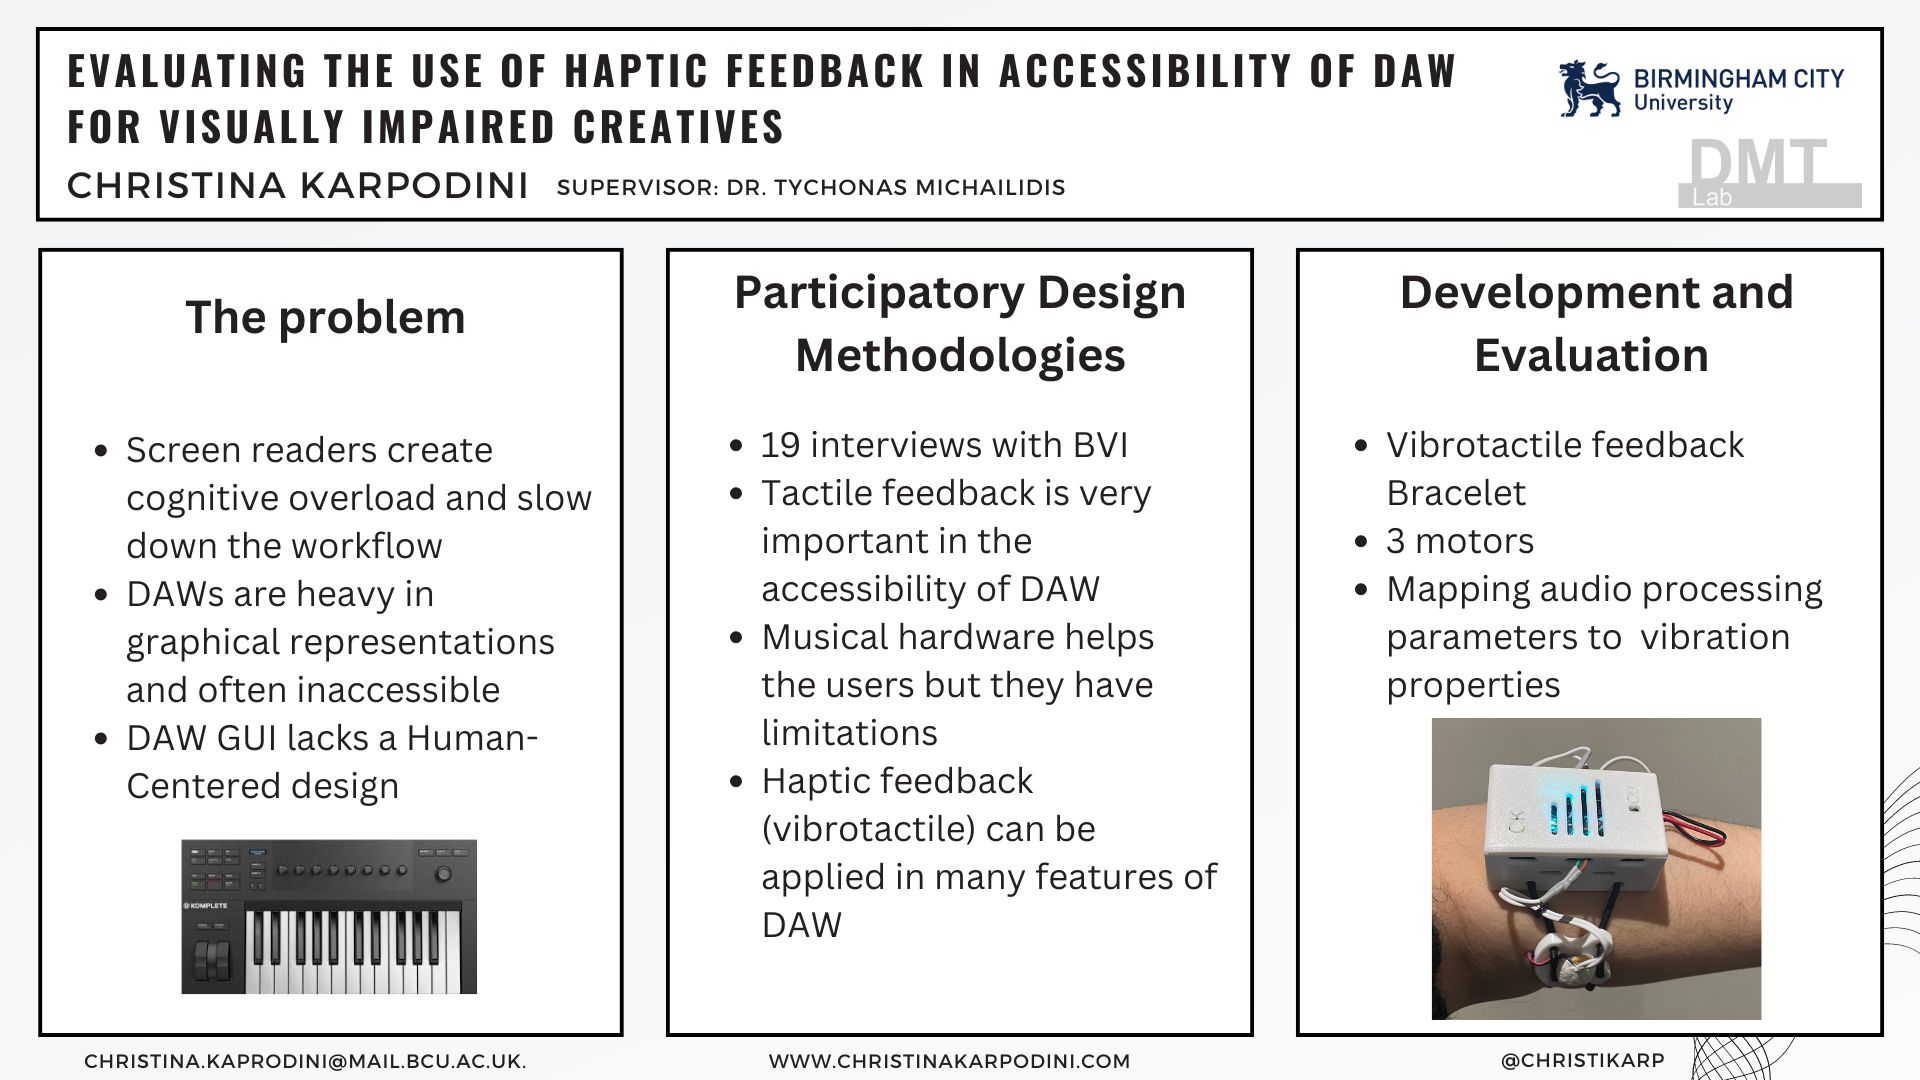 EVALUATING THE USE OF HAPTIC FEEDBACK IN ACCESSIBILITY OF DAW
FOR VISUALLY IMPAIRED CREATIVES
CHRISTINA KARPODINI SUPERVISOR: DR. TYCHONAS MICHAILIDIS
BIRMINGHAM CITY
University
DMT
Lab
The problem
• Screen readers create
cognitive overload and slow
down the workflow
• DAWs are heavy in
graphical representations
and often inaccessible
• DAW GUI lacks a Human-
Centered design
KOMPLETE
Participatory Design
Methodologies
• 19 interviews with BVI
• Tactile feedback is very
important in the
accessibility of DAW
• Musical hardware helps
the users but they have
limitations
• Haptic feedback
(vibrotactile) can be
applied in many features of
DAW
Development and
Evaluation
• Vibrotactile feedback
Bracelet
• 3 motors
• Mapping audio processing
parameters to  vibration
properties
CK
BCU
CHRISTINA.KAPRODINI@MAIL.BCU.AC.UK.
WWW.CHRISTINAKARPODINI.COM
@CHRISTIKARP